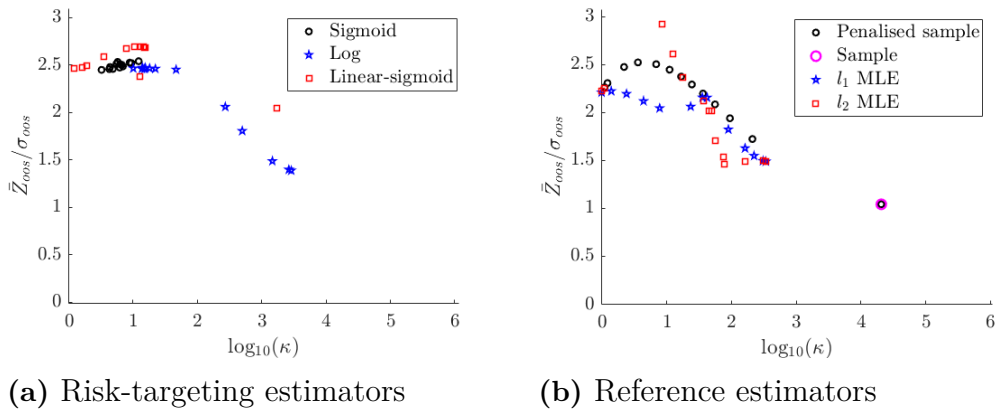 3
2.5
2
1.5
1
0.5
0
Z̄oos/σoos
0 1 2 3 4 5 6
log10(κ)
Sigmoid
Log
Linear-sigmoid
(a) Risk-targeting estimators
3
2.5
2
1.5
1
0.5
0
Z̄oos/σoos
0 1 2 3 4 5 6
log10(κ)
Penalised sample
Sample
l1 MLE
l2 MLE
(b) Reference estimators